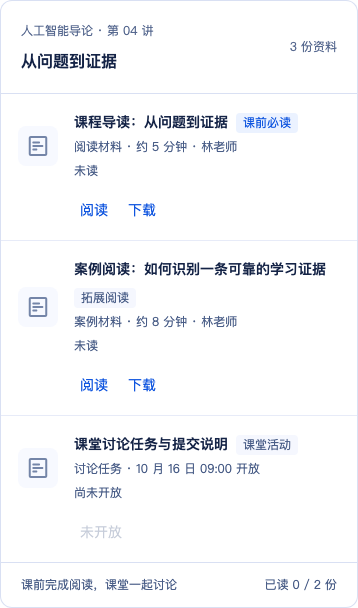 人工智能导论 · 第 04 讲
从问题到证据
3 份资料
课程导读：从问题到证据 课前必读
阅读材料 · 约 5 分钟 · 林老师
未读
阅读 下载
案例阅读：如何识别一条可靠的学习证据
拓展阅读
案例材料 · 约 8 分钟 · 林老师
未读
阅读 下载
课堂讨论任务与提交说明 课堂活动
讨论任务 · 10 月 16 日 09:00 开放
尚未开放
未开放
课前完成阅读，课堂一起讨论 已读 0 / 2 份